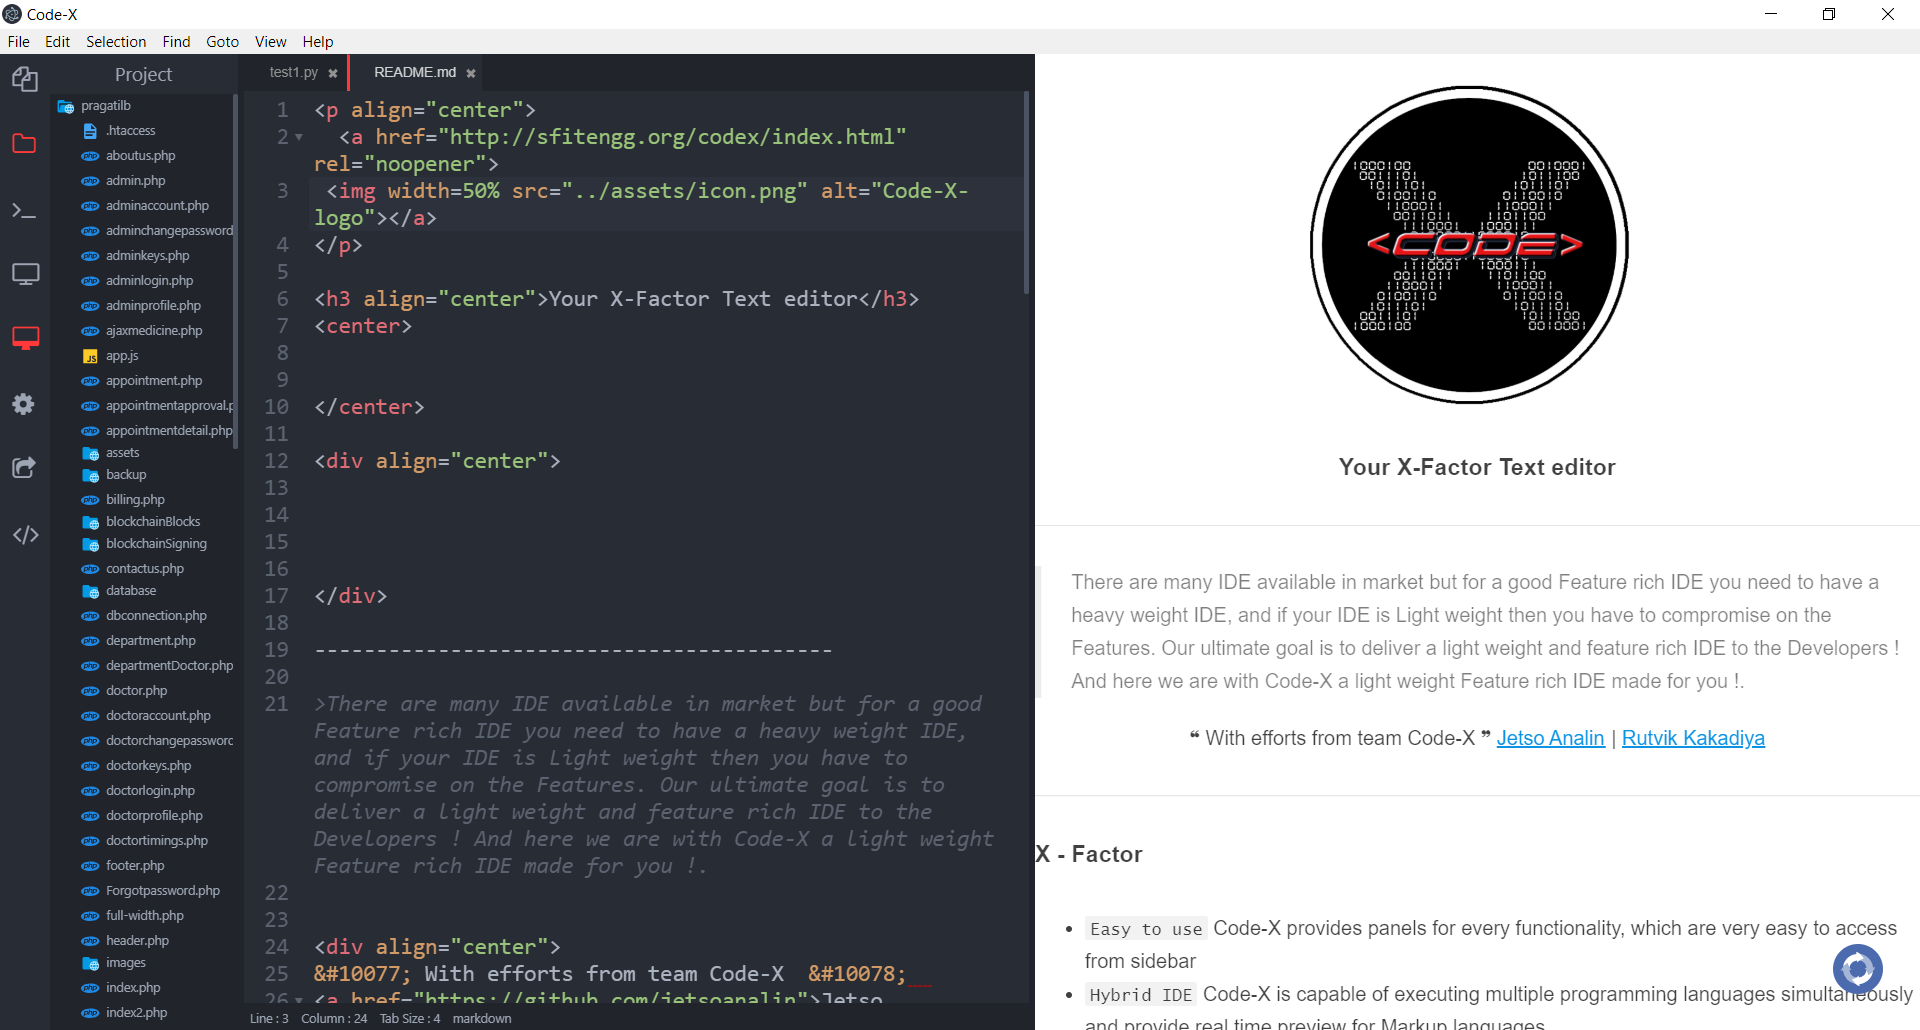 Code-X
File Edit Selection Find Goto View Help
Project
pragatilb
.htaccess
aboutus.php
admin.php
adminaccount.php
adminchangepassword
adminkeys.php
adminlogin.php
adminprofile.php
ajaxmedicine.php
app.js
appointment.php
appointmentapproval.p
appointmentdetail.php
assets
backup
billing.php
blockchainBlocks
blockchainSigning
contactus.php
database
dbconnection.php
department.php
departmentDoctor.php
doctor.php
doctoraccount.php
doctorchangepassword
doctorkeys.php
doctorlogin.php
doctorprofile.php
doctortimings.php
footer.php
Forgotpassword.php
full-width.php
header.php
images
index.php
index2.php
test1.py README.md
1 <p align="center">
2 <a href="http://sfitengg.org/codex/index.html"
rel="noopener">
3 <img width=50% src="../assets/icon.png" alt="Code-X-
logo"></a>
4 </p>
5
6 <h3 align="center">Your X-Factor Text editor</h3>
7 <center>
8
9
10 </center>
11
12 <div align="center">
13
14
15
16
17 </div>
18
19 ------------------------------------------
20
21 >There are many IDE available in market but for a good
Feature rich IDE you need to have a heavy weight IDE,
and if your IDE is Light weight then you have to
compromise on the Features. Our ultimate goal is to
deliver a light weight and feature rich IDE to the
Developers ! And here we are with Code-X a light weight
Feature rich IDE made for you !.
22
23
24 <div align="center">
25 &#10077; With efforts from team Code-X &#10078;
26 <a href="https://github.com/jetsoanalin">Jetso
Line : 3 Column : 24 Tab Size : 4 markdown
<CODE>
Your X-Factor Text editor
There are many IDE available in market but for a good Feature rich IDE you need to have a
heavy weight IDE, and if your IDE is Light weight then you have to compromise on the
Features. Our ultimate goal is to deliver a light weight and feature rich IDE to the Developers !
And here we are with Code-X a light weight Feature rich IDE made for you !.
❝ With efforts from team Code-X ❞ Jetso Analin | Rutvik Kakadiya
X - Factor
• Easy to use Code-X provides panels for every functionality, which are very easy to access
from sidebar
• Hybrid IDE Code-X is capable of executing multiple programming languages simultaneously
and provide real time preview for Markup languages